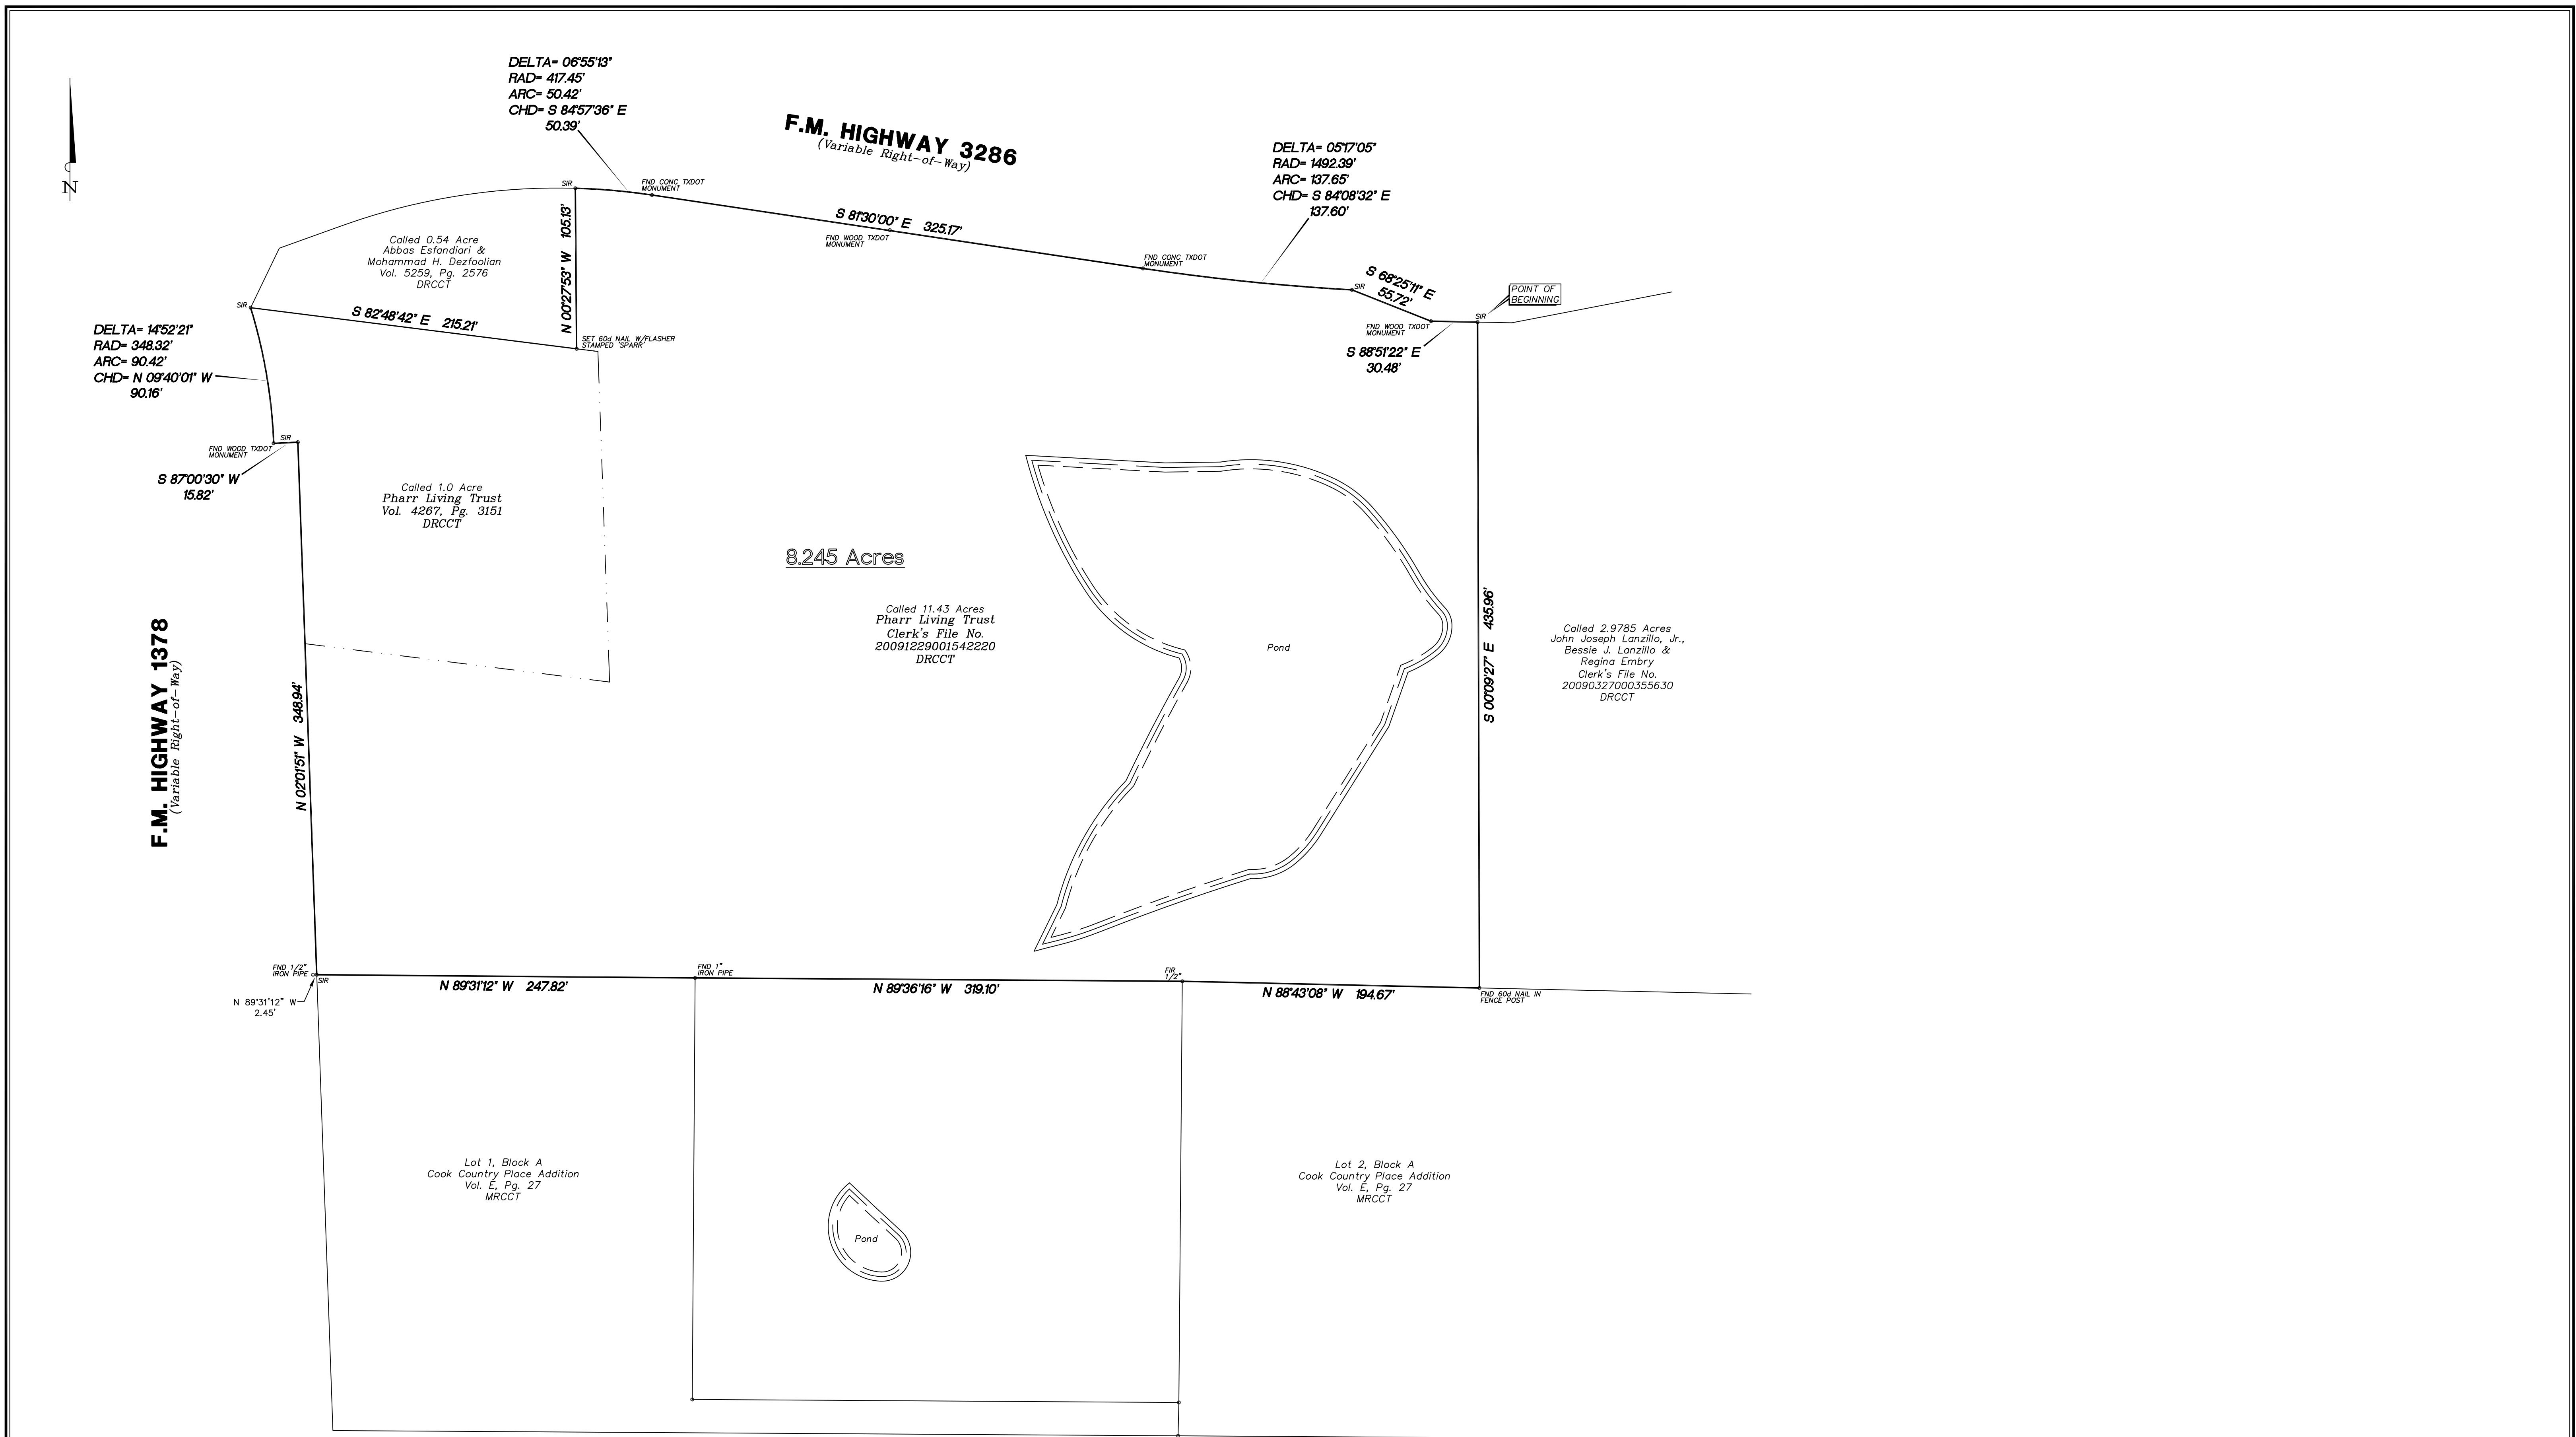 DELTA= 06°55'13"
RAD= 417.45'
ARC= 50.42'
CHD= S 84°57'36" E
50.39'
F.M. HIGHWAY 3286
(Variable Right-of-Way)
DELTA= 05°17'05"
RAD= 1492.39'
ARC= 137.65'
CHD= S 84°08'32" E
137.60'
N
SIR
FND CONC TXDOT
MONUMENT
N 00°27'53" W 105.13'
S 81°30'00" E 325.17'
FND WOOD TXDOT
MONUMENT
FND CONC TXDOT
MONUMENT
Called 0.54 Acre
Abbas Esfandiari &
Mohammad H. Dezfoolian
Vol. 5259, Pg. 2576
DRCCT
SIR
S 68°25'11" E
55.72'
POINT OF
BEGINNING
SIR
SIR
S 82°48'42" E 215.21'
FND WOOD TXDOT
MONUMENT
DELTA= 14°52'21"
RAD= 348.32'
ARC= 90.42'
CHD= N 09°40'01" W
90.16'
SET 60d NAIL W/FLASHER
STAMPED 'SPARR'
S 88°51'22" E
30.48'
SIR
FND WOOD TXDOT
MONUMENT
S 87°00'30" W
15.82'
Called 1.0 Acre
Pharr Living Trust
Vol. 4267, Pg. 3151
DRCCT
8.245 Acres
Called 11.43 Acres
Pharr Living Trust
Clerk's File No.
20091229001542220
DRCCT
Pond
S 00°09'27" E 435.96'
Called 2.9785 Acres
John Joseph Lanzillo, Jr.,
Bessie J. Lanzillo &
Regina Embry
Clerk's File No.
20090327000355630
DRCCT
F.M. HIGHWAY 1378
(Variable Right-of-Way)
N 02°01'51" W 348.94'
FND 1/2"
IRON PIPE
SIR
N 89°31'12" W
2.45'
N 89°31'12" W 247.82'
FND 1"
IRON PIPE
N 89°36'16" W 319.10'
FIR
1/2"
N 88°43'08" W 194.67'
FND 60d NAIL IN
FENCE POST
Lot 1, Block A
Cook Country Place Addition
Vol. E, Pg. 27
MRCCT
Pond
Lot 2, Block A
Cook Country Place Addition
Vol. E, Pg. 27
MRCCT